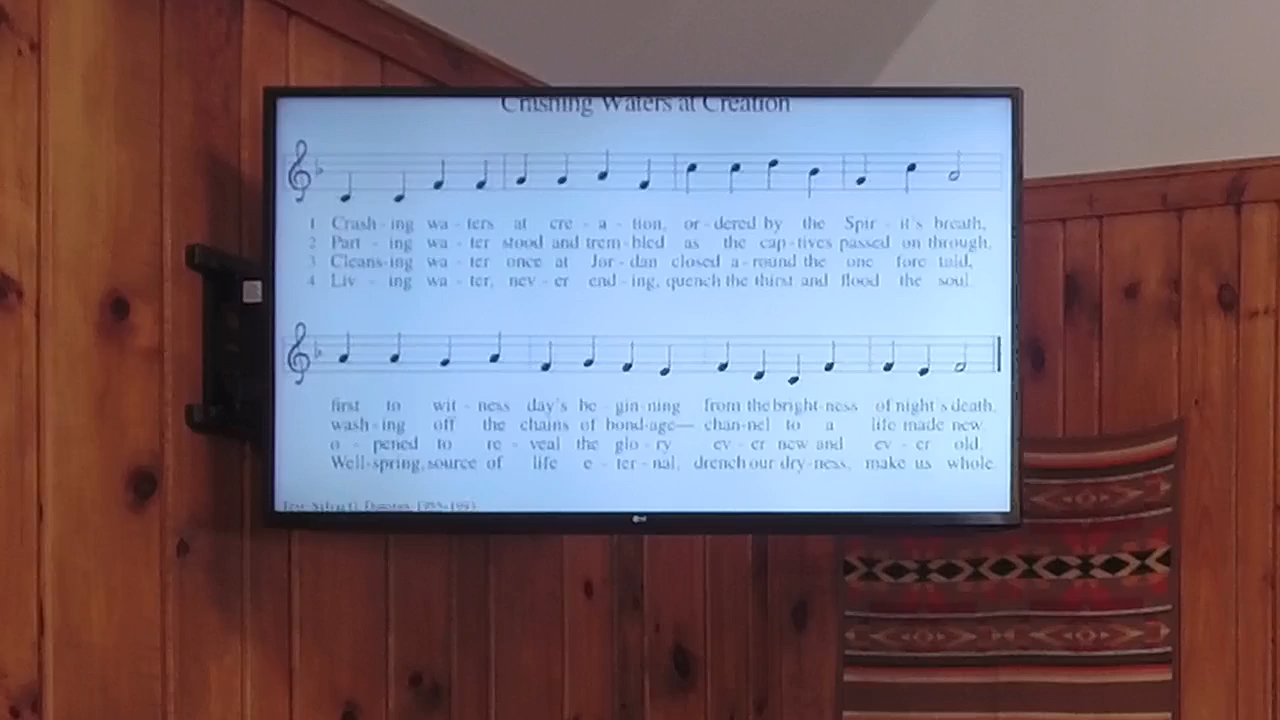 Crashing Waters at Creation
1 Crash - ing wa - ters at cre - a - tion, or - dered by the Spir - it's breath,
2 Part - ing wa - ter stood and trem - bled as the cap - tives passed on through,
3 Cleans - ing wa - ter once at Jor - dan closed a - round the one fore - told,
4 Liv - ing wa - ter, nev - er end - ing, quench the thirst and flood the soul.
first to wit - ness day's be - gin - ning from the bright - ness of night's death.
wash - ing off the chains of bond - age— chan - nel to a life made new.
o - pened to re - veal the glo - ry ev - er new and ev - er old.
Well - spring, source of life e - ter - nal, drench our dry - ness, make us whole.
LG